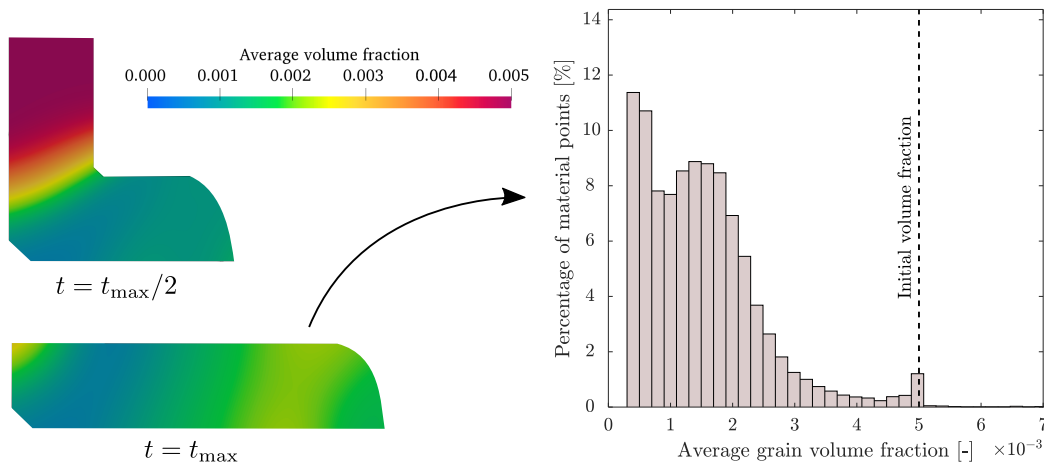 Average volume fraction
0.000 0.001 0.002 0.003 0.004 0.005
t = t_max/2
t = t_max
Percentage of material points [%]
14
12
10
8
6
4
2
0
Initial volume fraction
0 1 2 3 4 5 6 7
Average grain volume fraction [-] ×10⁻³